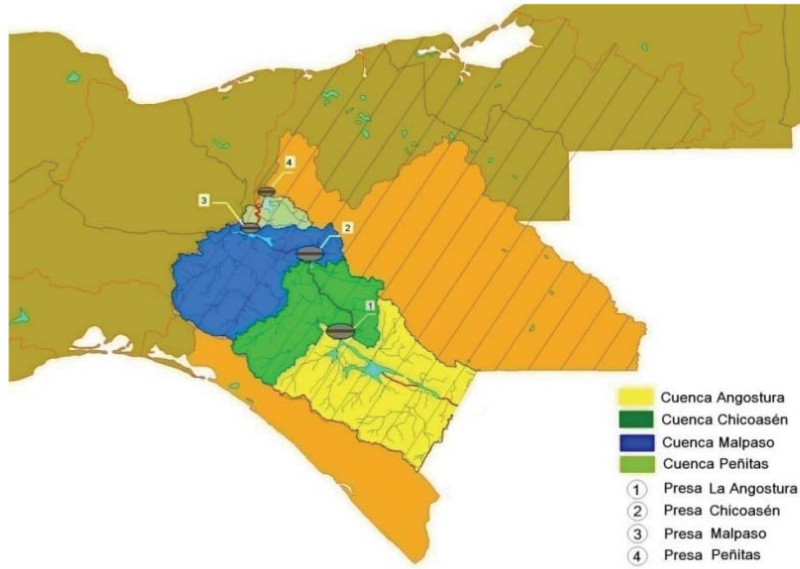 4
3
2
1
Cuenca Angostura
Cuenca Chicoasén
Cuenca Malpaso
Cuenca Peñitas
1 Presa La Angostura
2 Presa Chicoasén
3 Presa Malpaso
4 Presa Peñitas